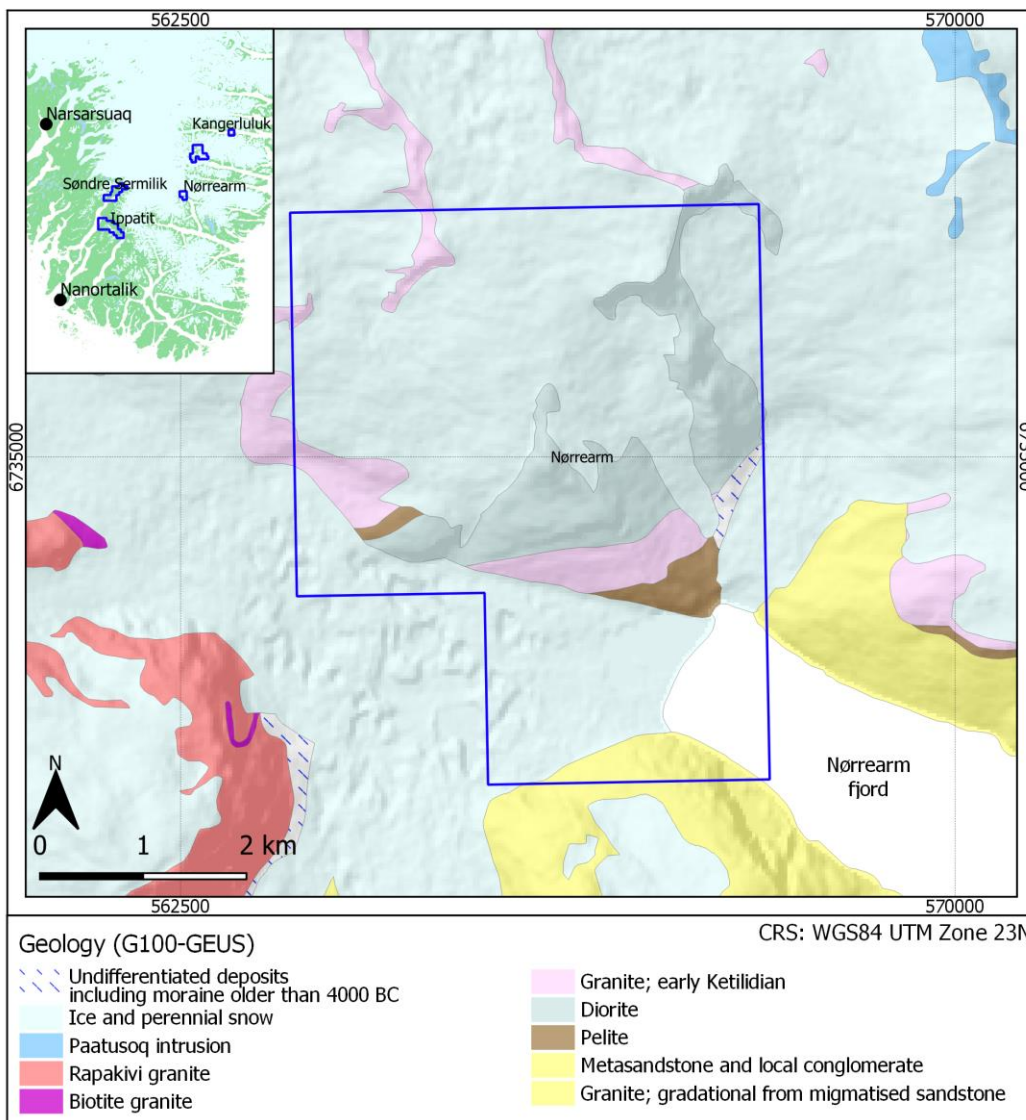 562500
570000
Narsarsuaq
Kangerluluk
Søndre Sermilik
Nørrearm
Ippatit
Nanortalik
6735000
6735000
Nørrearm
Nørrearm
fjord
N
0 1 2 km
562500
570000
CRS: WGS84 UTM Zone 23N
Geology (G100-GEUS)
Undifferentiated deposits
including moraine older than 4000 BC
Ice and perennial snow
Paatusoq intrusion
Rapakivi granite
Biotite granite
Granite; early Ketilidian
Diorite
Pelite
Metasandstone and local conglomerate
Granite; gradational from migmatised sandstone